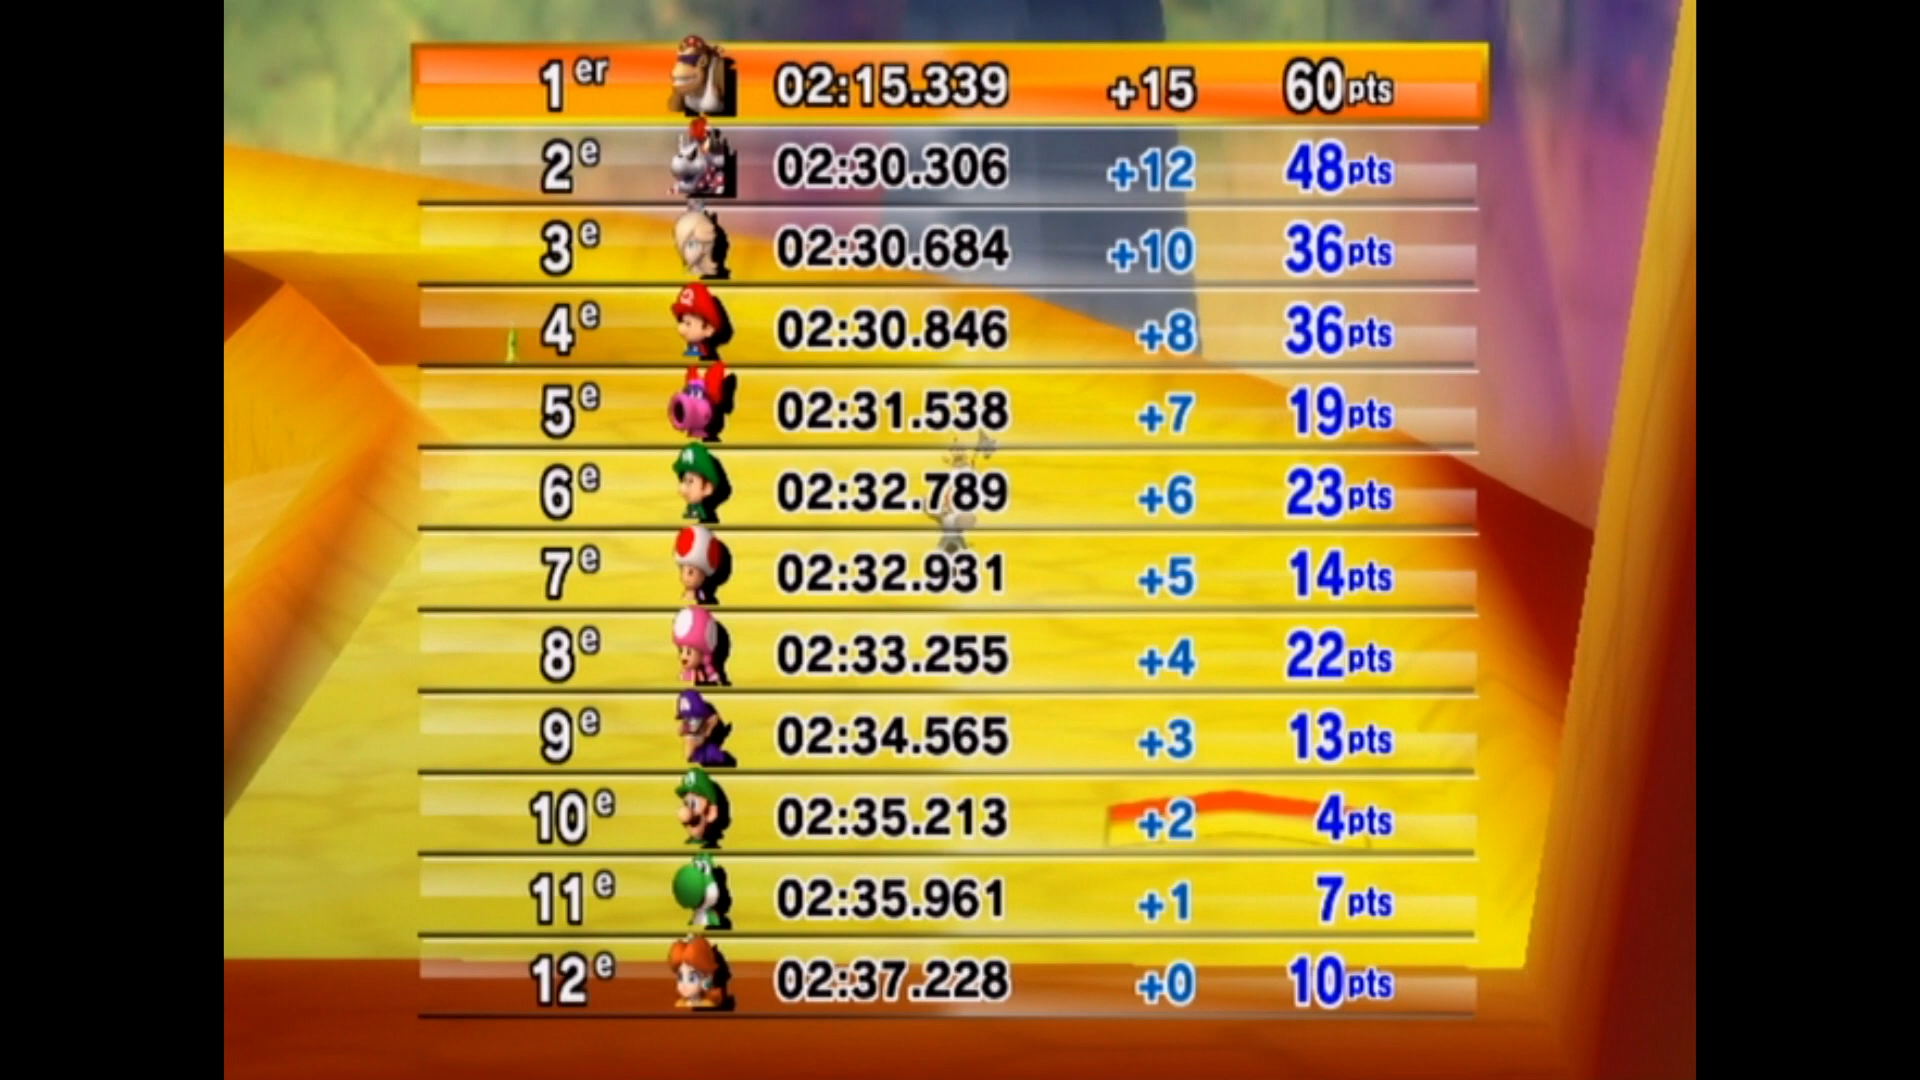 1er 02:15.339 +15 60pts
2e 02:30.306 +12 48pts
3e 02:30.684 +10 36pts
4e 02:30.846 +8 36pts
5e 02:31.538 +7 19pts
6e 02:32.789 +6 23pts
7e 02:32.931 +5 14pts
8e 02:33.255 +4 22pts
9e 02:34.565 +3 13pts
10e 02:35.213 +2 4pts
11e 02:35.961 +1 7pts
12e 02:37.228 +0 10pts